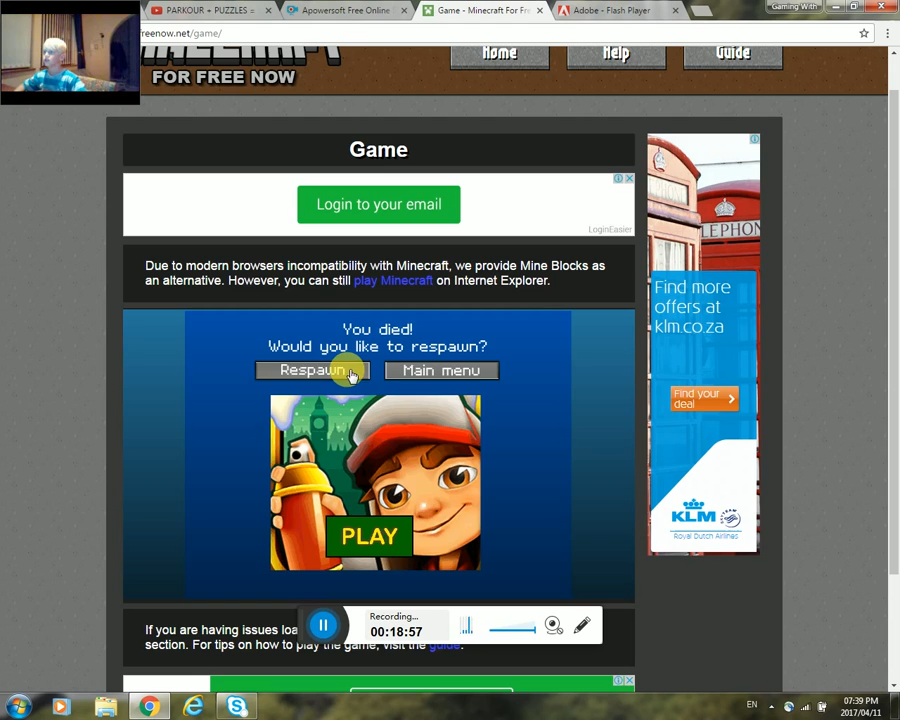 PARKOUR + PUZZLES =
Apowersoft Free Online
Game - Minecraft For Fre
Adobe - Flash Player
Gaming With
freenow.net/game/
FOR FREE NOW
Home
Help
Guide
Game
Login to your email
LoginEasier
Due to modern browsers incompatibility with Minecraft, we provide Mine Blocks as
an alternative. However, you can still play Minecraft on Internet Explorer.
You died!
Would you like to respawn?
Respawn
Main menu
PLAY
LEPHONE
Find more
offers at
klm.co.za
Find your
deal
KLM
Royal Dutch Airlines
Recording...
00:18:57
If you are having issues loa
section. For tips on how to play the game, visit the guide.
EN
07:39 PM
2017/04/11